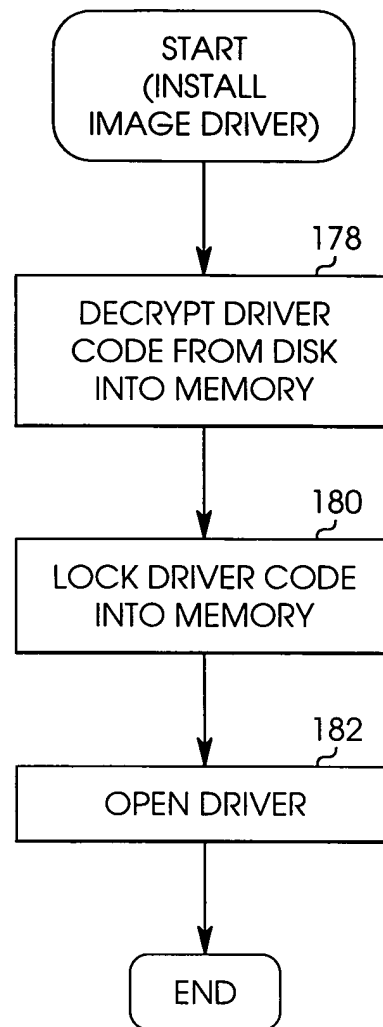 START
(INSTALL
IMAGE DRIVER)
178
DECRYPT DRIVER
CODE FROM DISK
INTO MEMORY
180
LOCK DRIVER CODE
INTO MEMORY
182
OPEN DRIVER
END